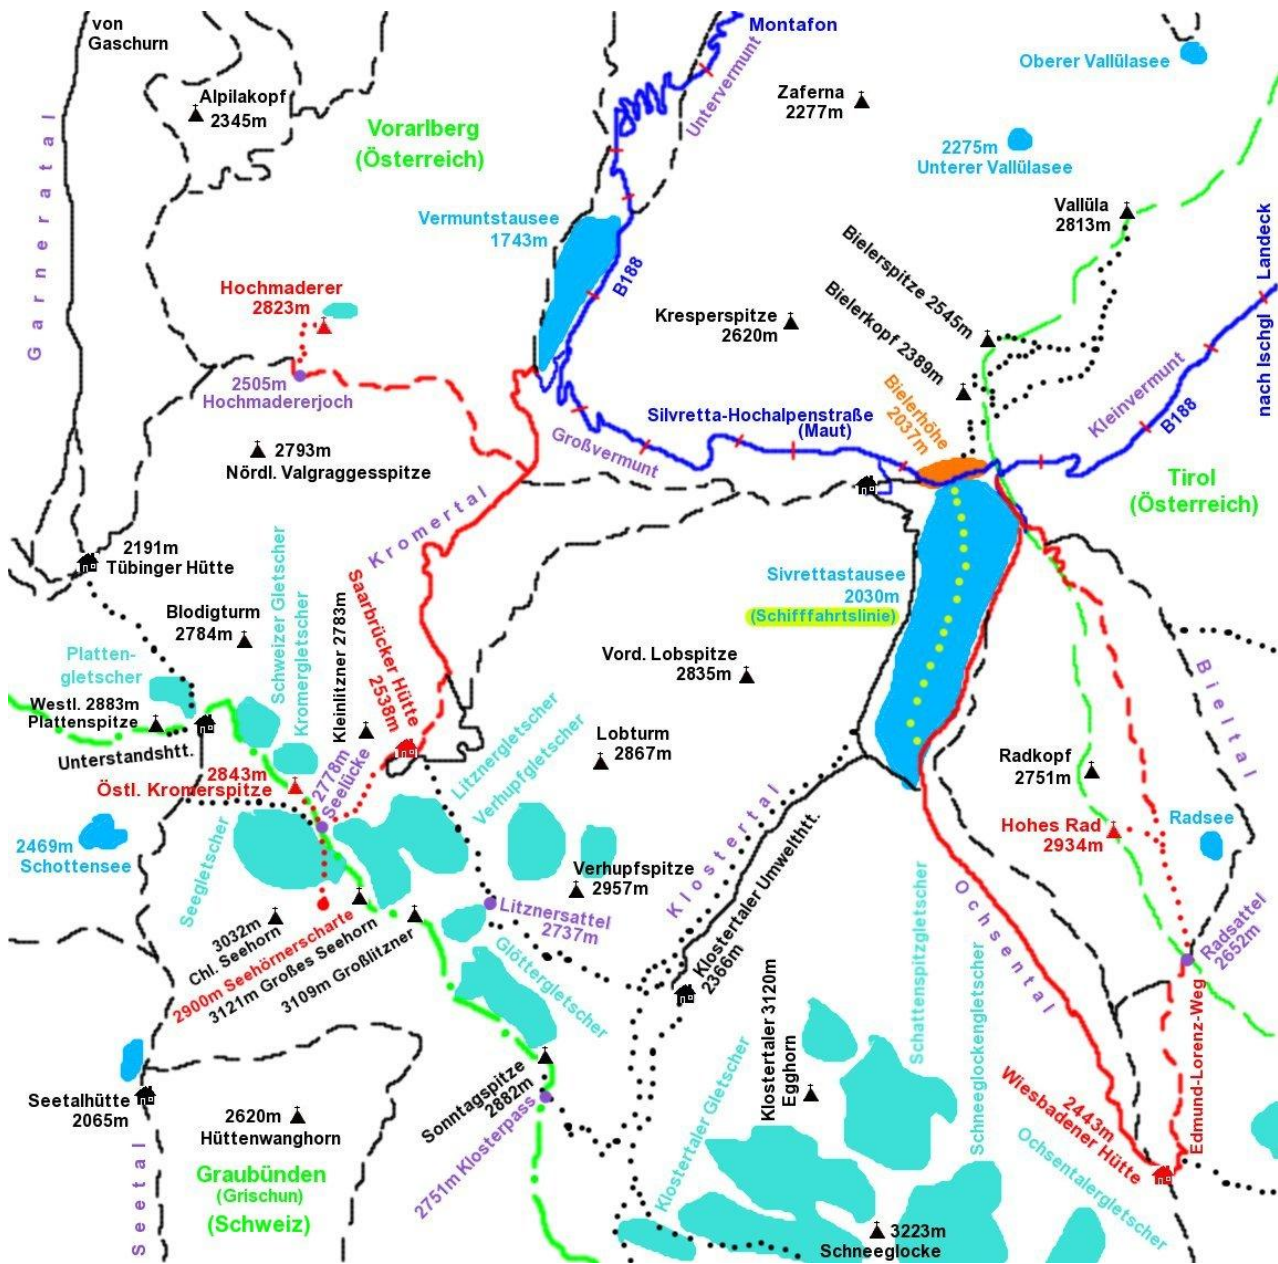 von
Gaschurn
Montafon
Oberer Vallülasee
Untervermunt
Alpilakopf
2345m
Zaferna
2277m
Vorarlberg
(Österreich)
2275m
Unterer Vallülasee
Garneratal
Vermuntstausee
1743m
Vallüla
2813m
B188
Bielerspitze 2545m
Bielerkopf 2389m
nach Ischgl
Landeck
Hochmaderer
2823m
Kresperspitze
2620m
2505m
Hochmadererjoch
Kleinvermunt
B188
Bielerhöhe
2037m
Silvretta-Hochalpenstraße
(Maut)
Großvermunt
2793m
Nördl. Valgraggesspitze
Tirol
(Österreich)
Kromertal
2191m
Tübinger Hütte
Sivrettastausee
2030m
(Schifffahrtslinie)
Blodigturm
2784m
Schweizer Gletscher
Kromergletscher
Kleinlitzner 2783m
Saarbrücker Hütte
2538m
Platten-
gletscher
Vord. Lobspitze
2835m
Bieltal
Westl. 2883m
Plattenspitze
Unterstandshtt.
Litznergletscher
Verhupfgletscher
Lobturm
2867m
Radkopf
2751m
2843m
Östl. Kromerspitze
2778m
Seelücke
Hohes Rad
2934m
Radsee
2469m
Schottensee
Seegletscher
Klostertal
Klostertaler Umwelthtt.
2366m
Verhupfspitze
2957m
Ochsental
Litznersattel
2737m
3032m
Chl. Seehorn
2900m Seehörnerscharte
3121m Großes Seehorn
3109m Großlitzner
Glöttergletscher
Radsattel
2652m
Schattenspitzgletscher
Schneeglockengletscher
Klostertaler 3120m
Egghorn
Edmund-Lorenz-Weg
Seetalhütte
2065m
2620m
Hüttenwanghorn
Sonntagspitze
2882m
2751m Klosterpass
Klostertaler Gletscher
2443m
Wiesbadener Hütte
Ochsentalergletscher
Graubünden
(Grischun)
(Schweiz)
Seetal
3223m
Schneeglocke